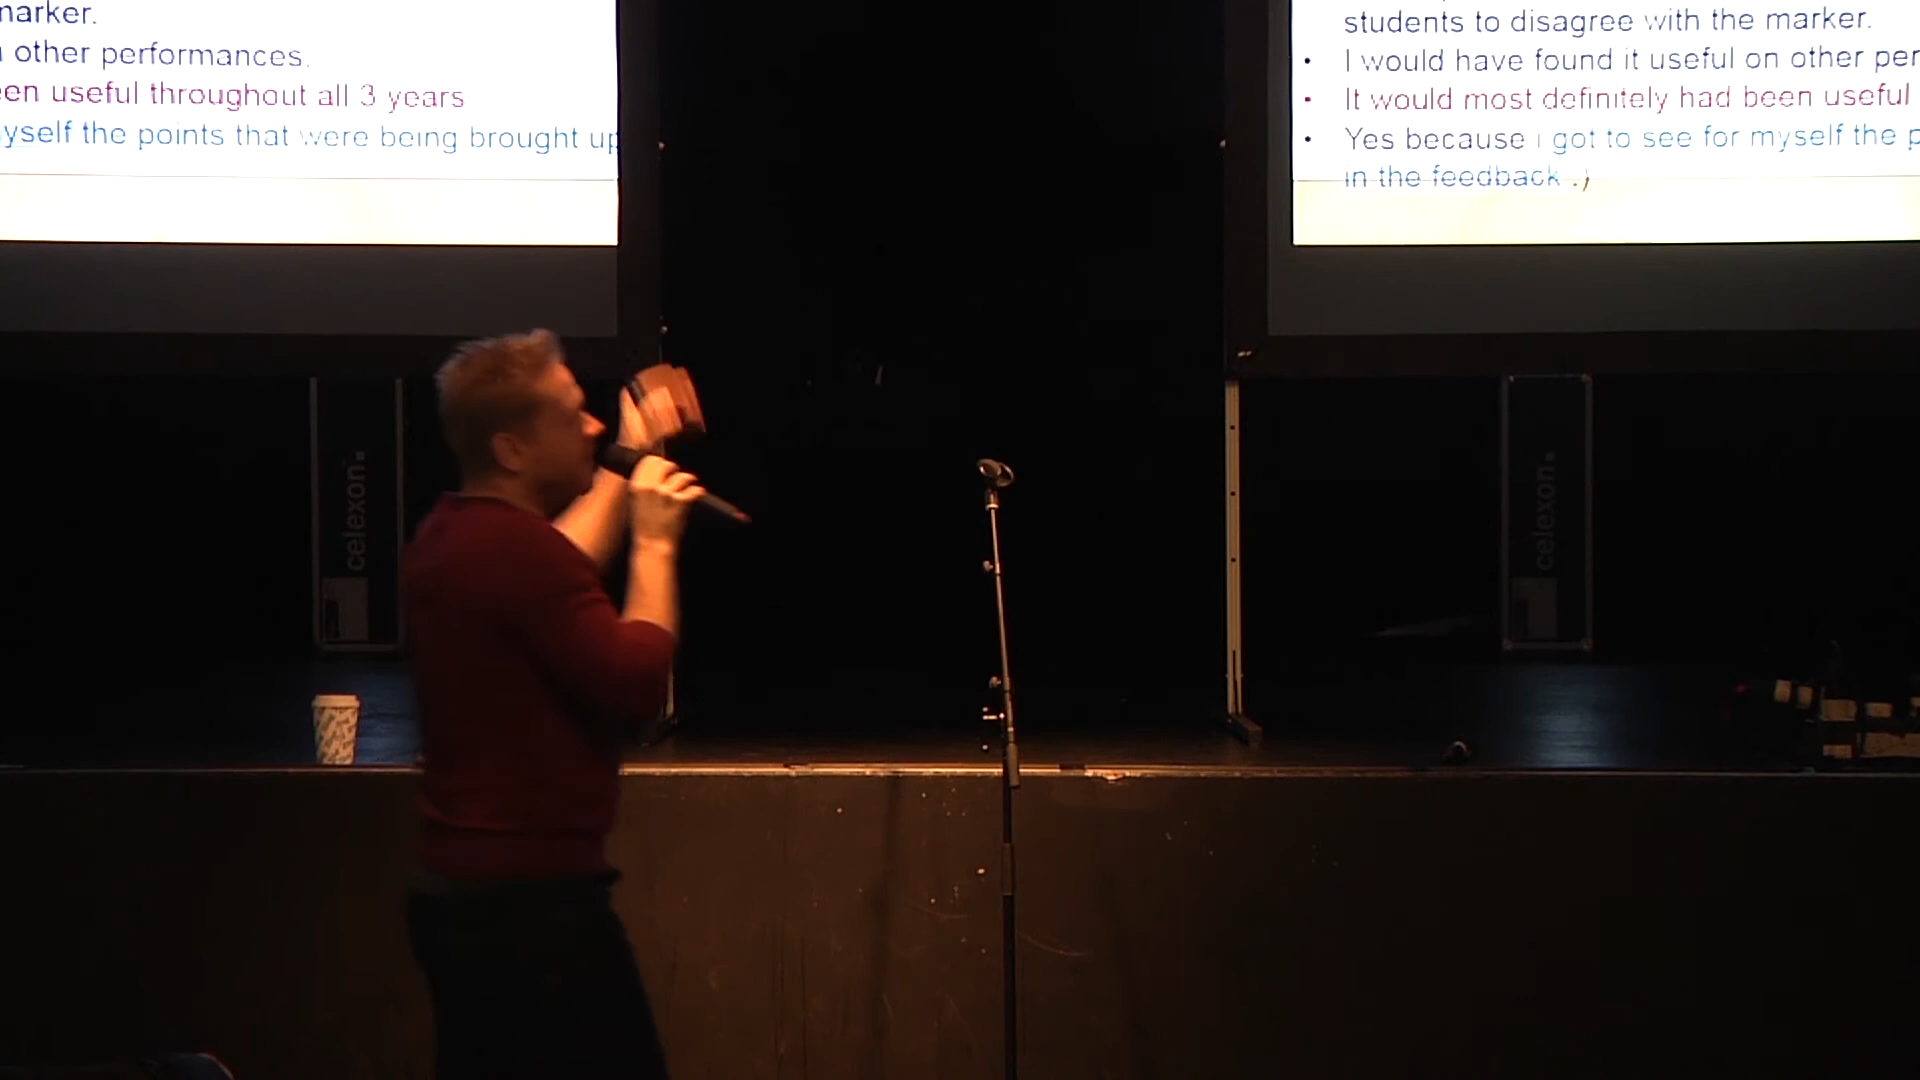 marker.
other performances.
een useful throughout all 3 years
yself the points that were being brought up
students to disagree with the marker.
• I would have found it useful on other per
• It would most definitely had been useful
• Yes because i got to see for myself the p
in the feedback .)
celexon
celexon